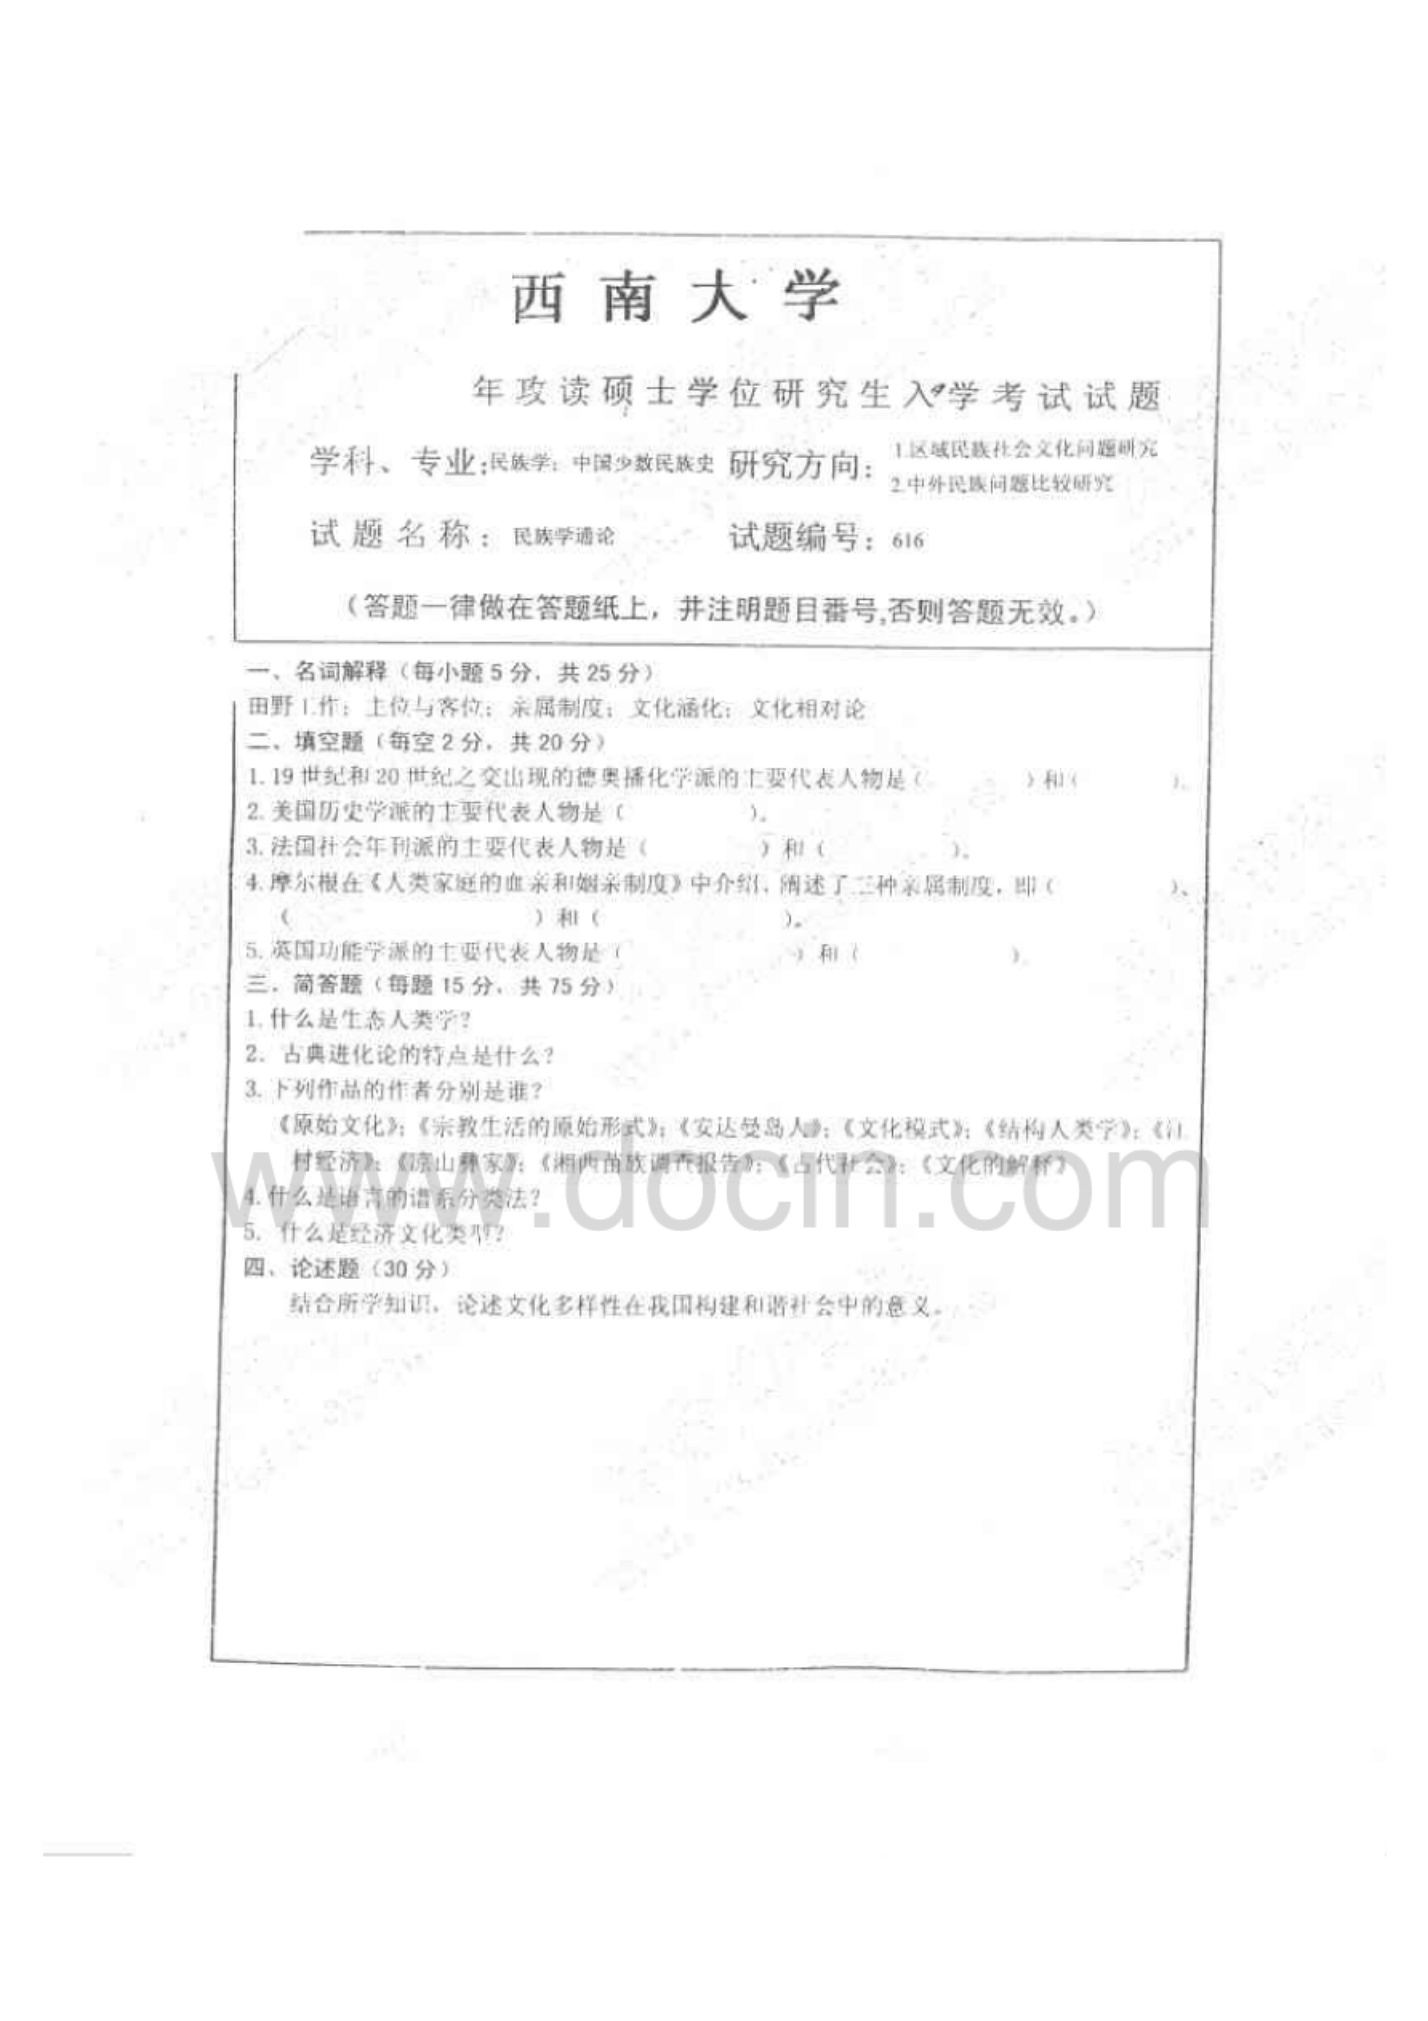 西南大学
年攻读硕士学位研究生入学考试试题
学科、专业:民族学；中国少数民族史 研究方向: 1.区域民族社会文化问题研究
2.中外民族问题比较研究
试题名称: 民族学通论 试题编号: 616
（答题一律做在答题纸上，并注明题目番号,否则答题无效。）
一、名词解释（每小题5分，共25分）
田野工作；主位与客位；亲属制度；文化涵化；文化相对论
二、填空题（每空2分，共20分）
1.19世纪和20世纪之交出现的德奥播化学派的主要代表人物是（ ）和（ ）。
2.美国历史学派的主要代表人物是（ ）。
3.法国社会年刊派的主要代表人物是（ ）和（ ）。
4.摩尔根在《人类家庭的血亲和姻亲制度》中介绍、阐述了三种亲属制度，即（ ）、
（ ）和（ ）。
5.英国功能学派的主要代表人物是（ ）和（ ）
三．简答题（每题15分，共75分）
1.什么是生态人类学?
2．古典进化论的特点是什么?
3.下列作品的作者分别是谁?
《原始文化》；《宗教生活的原始形式》；《安达曼岛人》；《文化模式》；《结构人类学》；《江
村经济》；《凉山彝家》；《湘西苗族调查报告》；《古代社会》；《文化的解释》
www.docin.com
4.什么是语言的谱系分类法?
5．什么是经济文化类型?
四、论述题（30分）
结合所学知识，论述文化多样性在我国构建和谐社会中的意义。